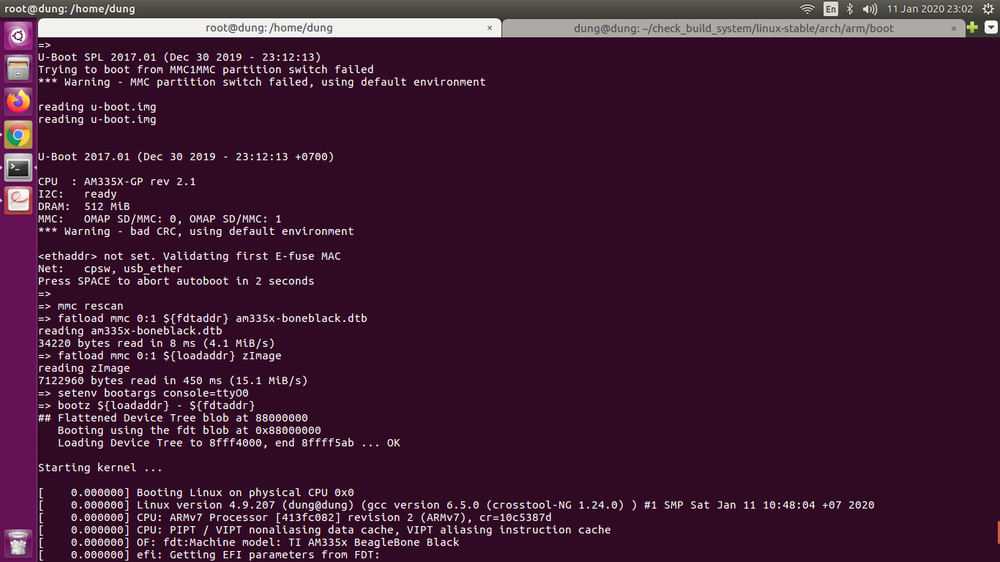 root@dung: /home/dung
En
11 Jan 2020 23:02
root@dung: /home/dung
×
dung@dung: ~/check_build_system/linux-stable/arch/arm/boot
×
=>
U-Boot SPL 2017.01 (Dec 30 2019 - 23:12:13)
Trying to boot from MMC1MMC partition switch failed
*** Warning - MMC partition switch failed, using default environment
reading u-boot.img
reading u-boot.img
U-Boot 2017.01 (Dec 30 2019 - 23:12:13 +0700)
CPU  : AM335X-GP rev 2.1
I2C:   ready
DRAM:  512 MiB
MMC:   OMAP SD/MMC: 0, OMAP SD/MMC: 1
*** Warning - bad CRC, using default environment
<ethaddr> not set. Validating first E-fuse MAC
Net:   cpsw, usb_ether
Press SPACE to abort autoboot in 2 seconds
=>
=> mmc rescan
=> fatload mmc 0:1 ${fdtaddr} am335x-boneblack.dtb
reading am335x-boneblack.dtb
34220 bytes read in 8 ms (4.1 MiB/s)
=> fatload mmc 0:1 ${loadaddr} zImage
reading zImage
7122960 bytes read in 450 ms (15.1 MiB/s)
=> setenv bootargs console=ttyO0
=> bootz ${loadaddr} - ${fdtaddr}
## Flattened Device Tree blob at 88000000
   Booting using the fdt blob at 0x88000000
   Loading Device Tree to 8fff4000, end 8ffff5ab ... OK
Starting kernel ...
[    0.000000] Booting Linux on physical CPU 0x0
[    0.000000] Linux version 4.9.207 (dung@dung) (gcc version 6.5.0 (crosstool-NG 1.24.0) ) #1 SMP Sat Jan 11 10:48:04 +07 2020
[    0.000000] CPU: ARMv7 Processor [413fc082] revision 2 (ARMv7), cr=10c5387d
[    0.000000] CPU: PIPT / VIPT nonaliasing data cache, VIPT aliasing instruction cache
[    0.000000] OF: fdt:Machine model: TI AM335x BeagleBone Black
[    0.000000] efi: Getting EFI parameters from FDT: